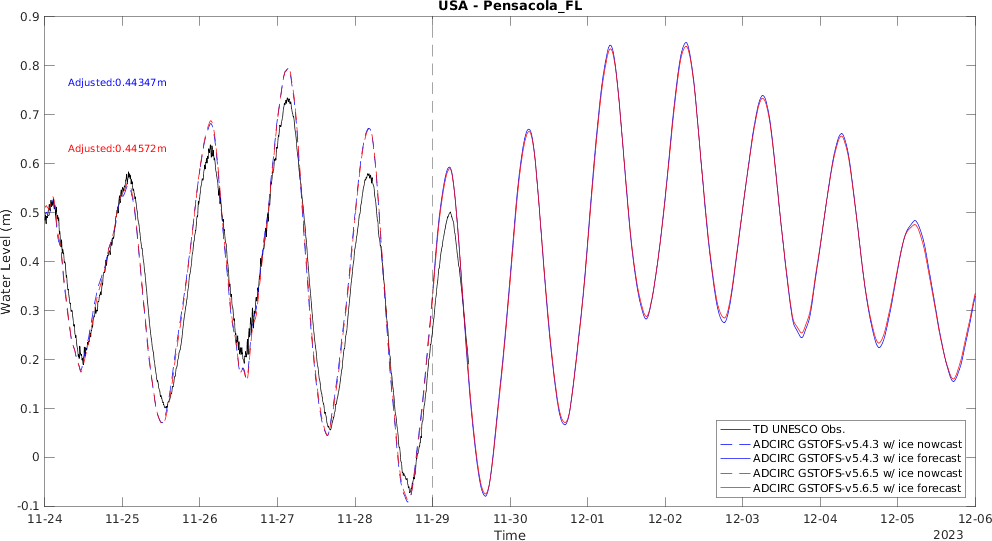 USA - Pensacola_FL
0.9
0.8
0.7
0.6
0.5
0.4
0.3
0.2
0.1
0
-0.1
Water Level (m)
Adjusted:0.44347m
Adjusted:0.44572m
TD UNESCO Obs.
ADCIRC GSTOFS-v5.4.3 w/ ice nowcast
ADCIRC GSTOFS-v5.4.3 w/ ice forecast
ADCIRC GSTOFS-v5.6.5 w/ ice nowcast
ADCIRC GSTOFS-v5.6.5 w/ ice forecast
11-24 11-25 11-26 11-27 11-28 11-29 11-30 12-01 12-02 12-03 12-04 12-05 12-06
Time
2023